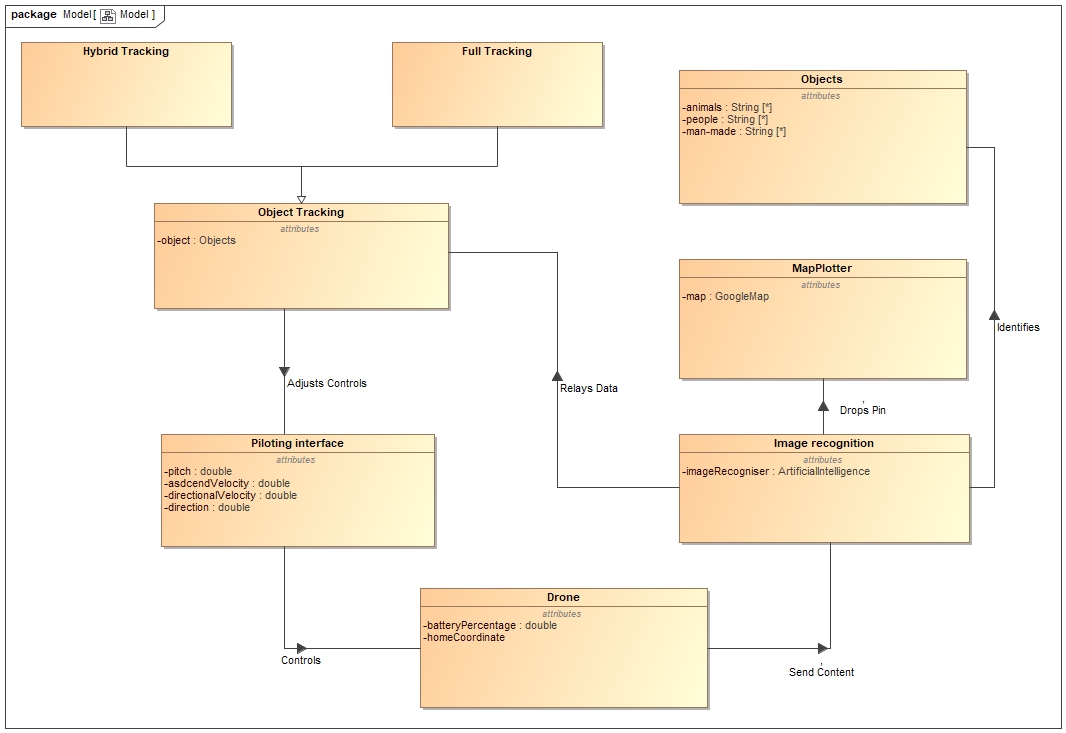 package Model[ Model ]
Hybrid Tracking
Full Tracking
Objects
attributes
-animals : String [*]
-people : String [*]
-man-made : String [*]
Object Tracking
attributes
-object : Objects
MapPlotter
attributes
-map : GoogleMap
Identifies
Adjusts Controls
Relays Data
,
Drops Pin
Piloting interface
attributes
-pitch : double
-asdcendVelocity : double
-directionalVelocity : double
-direction : double
Image recognition
attributes
-imageRecogniser : ArtificialIntelligence
Drone
attributes
-batteryPercentage : double
-homeCoordinate
Controls
,
Send Content